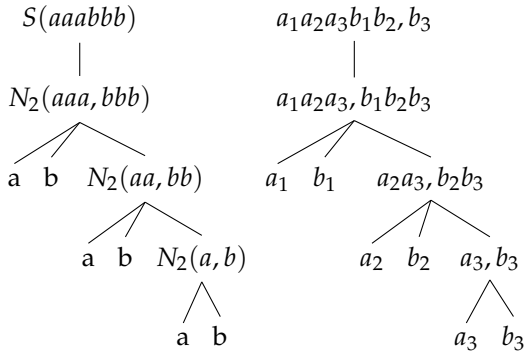 S(aaabbb) a₁a₂a₃b₁b₂, b₃
N₂(aaa, bbb) a₁a₂a₃, b₁b₂b₃
a b N₂(aa, bb) a₁ b₁ a₂a₃, b₂b₃
a b N₂(a, b) a₂ b₂ a₃, b₃
a b a₃ b₃